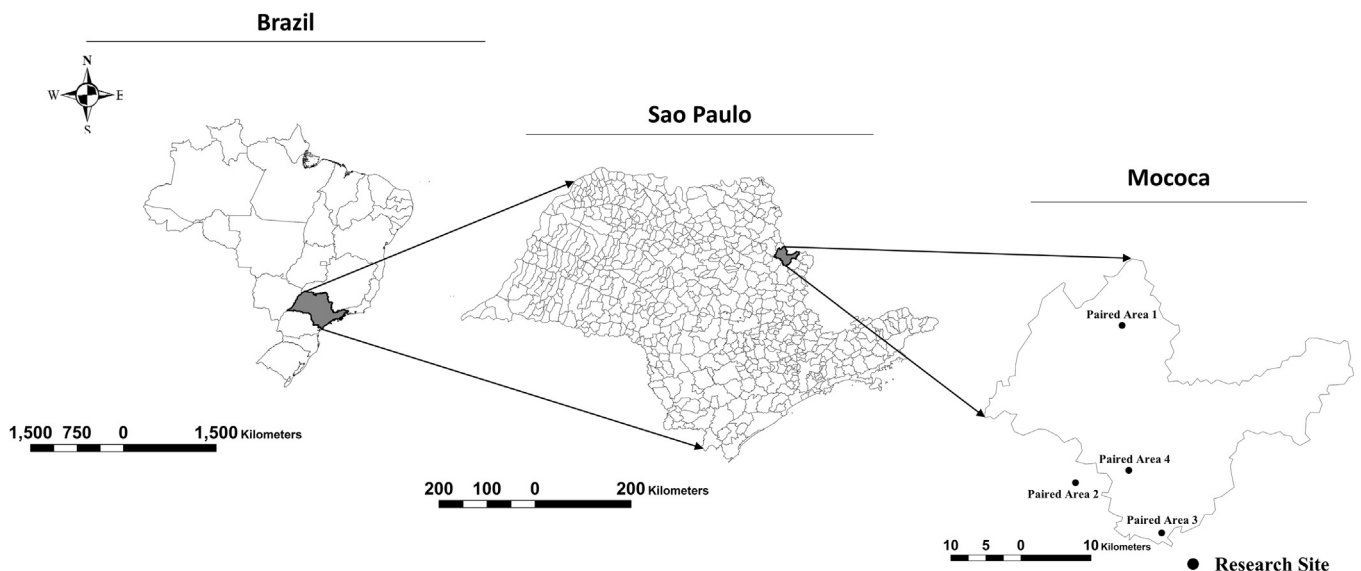 Brazil
N
W E
S
Sao Paulo
Mococa
Paired Area 1
Paired Area 4
Paired Area 2
Paired Area 3
1,500 750 0 1,500 Kilometers
200 100 0 200 Kilometers
10 5 0 10 Kilometers
Research Site